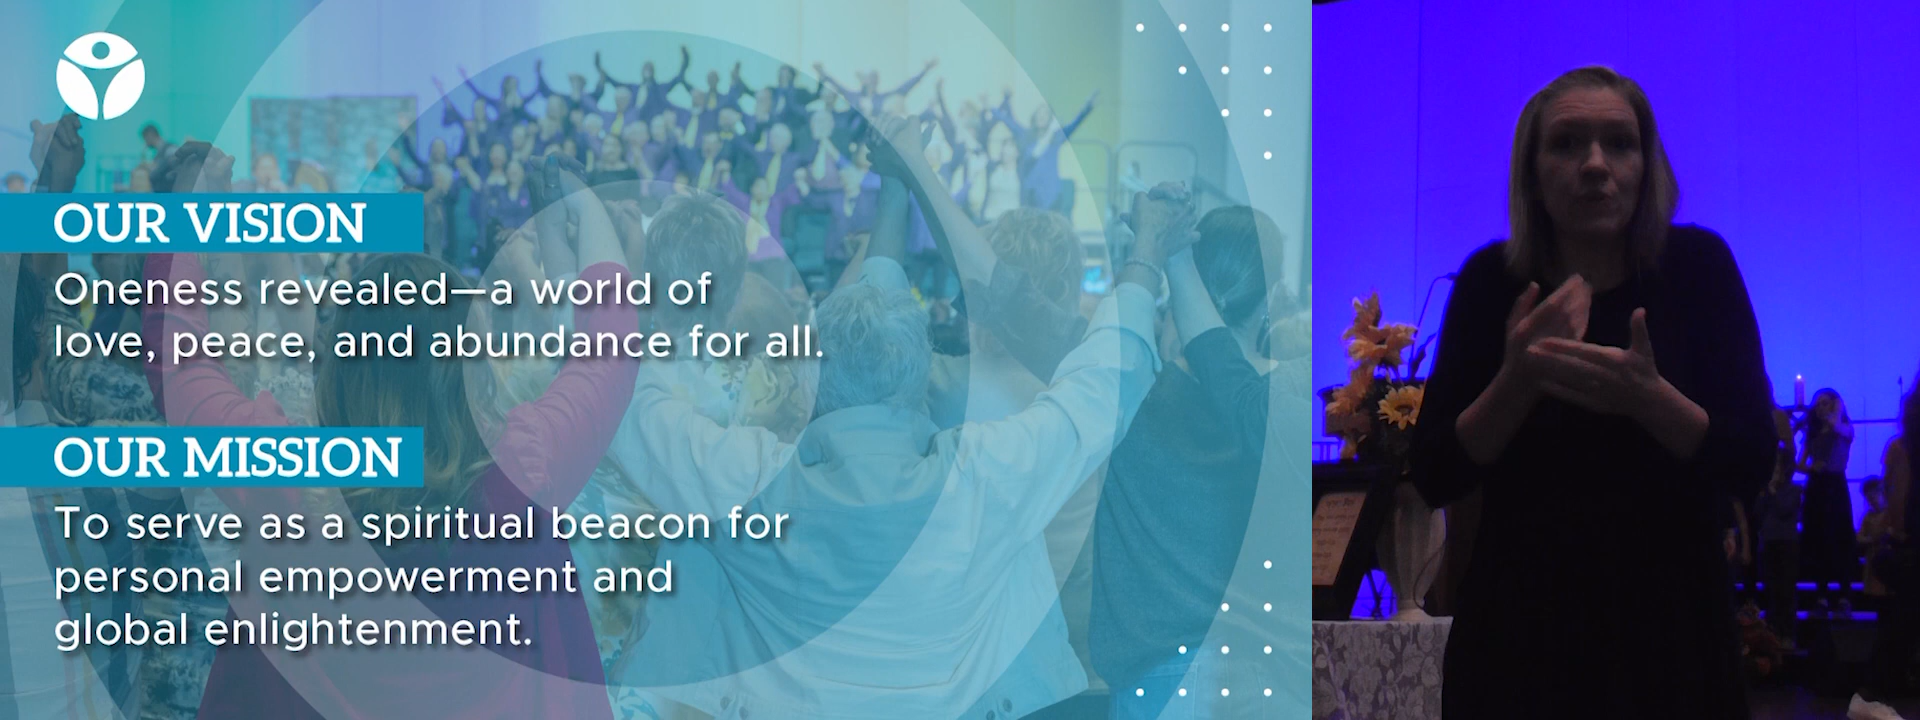 OUR VISION
Oneness revealed—a world of
love, peace, and abundance for all.
OUR MISSION
To serve as a spiritual beacon for
personal empowerment and
global enlightenment.